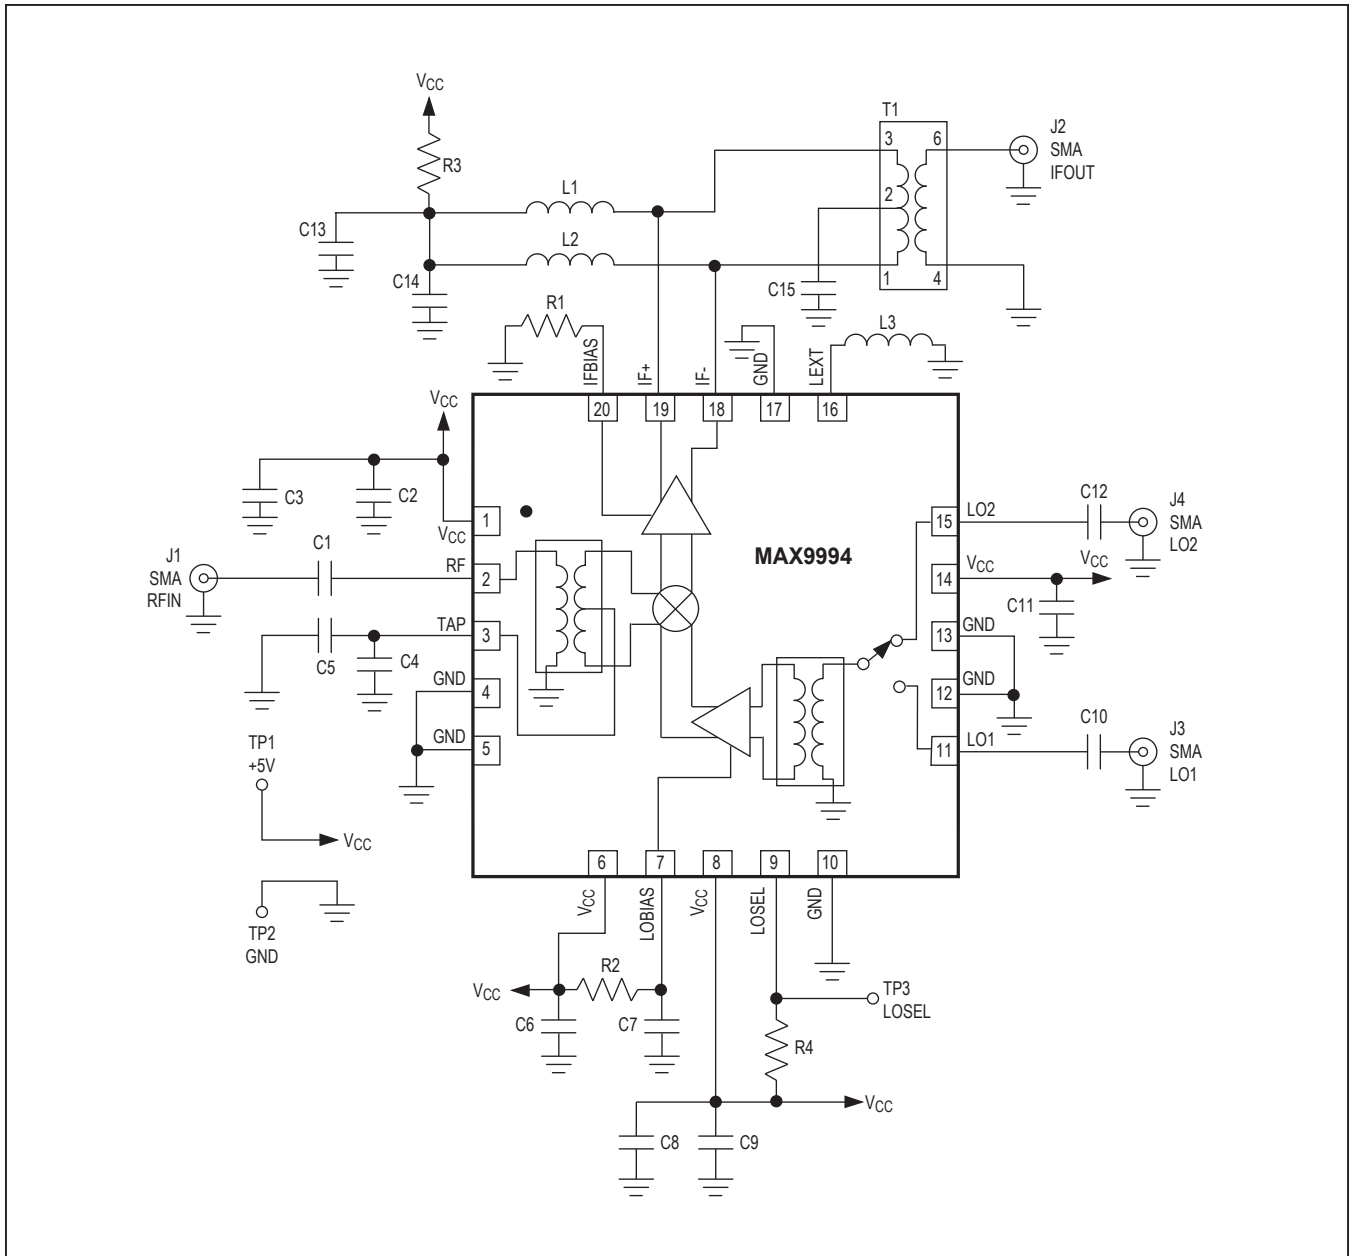 VCC
R3
T1
3
6
2
1
4
J2
SMA
IFOUT
L1
L2
C13
C14
C15
R1
L3
IFBIAS
IF+
IF-
GND
LEXT
20
19
18
17
16
VCC
C3
C2
1
VCC
J1
SMA
RFIN
C1
RF
2
TAP
3
C5
C4
GND
4
GND
5
MAX9994
15
LO2
C12
J4
SMA
LO2
14
VCC
VCC
C11
13
GND
12
GND
11
LO1
C10
J3
SMA
LO1
TP1
+5V
VCC
TP2
GND
6
7
8
9
10
VCC
LOBIAS
VCC
LOSEL
GND
VCC
R2
C6
C7
TP3
LOSEL
R4
VCC
C8
C9